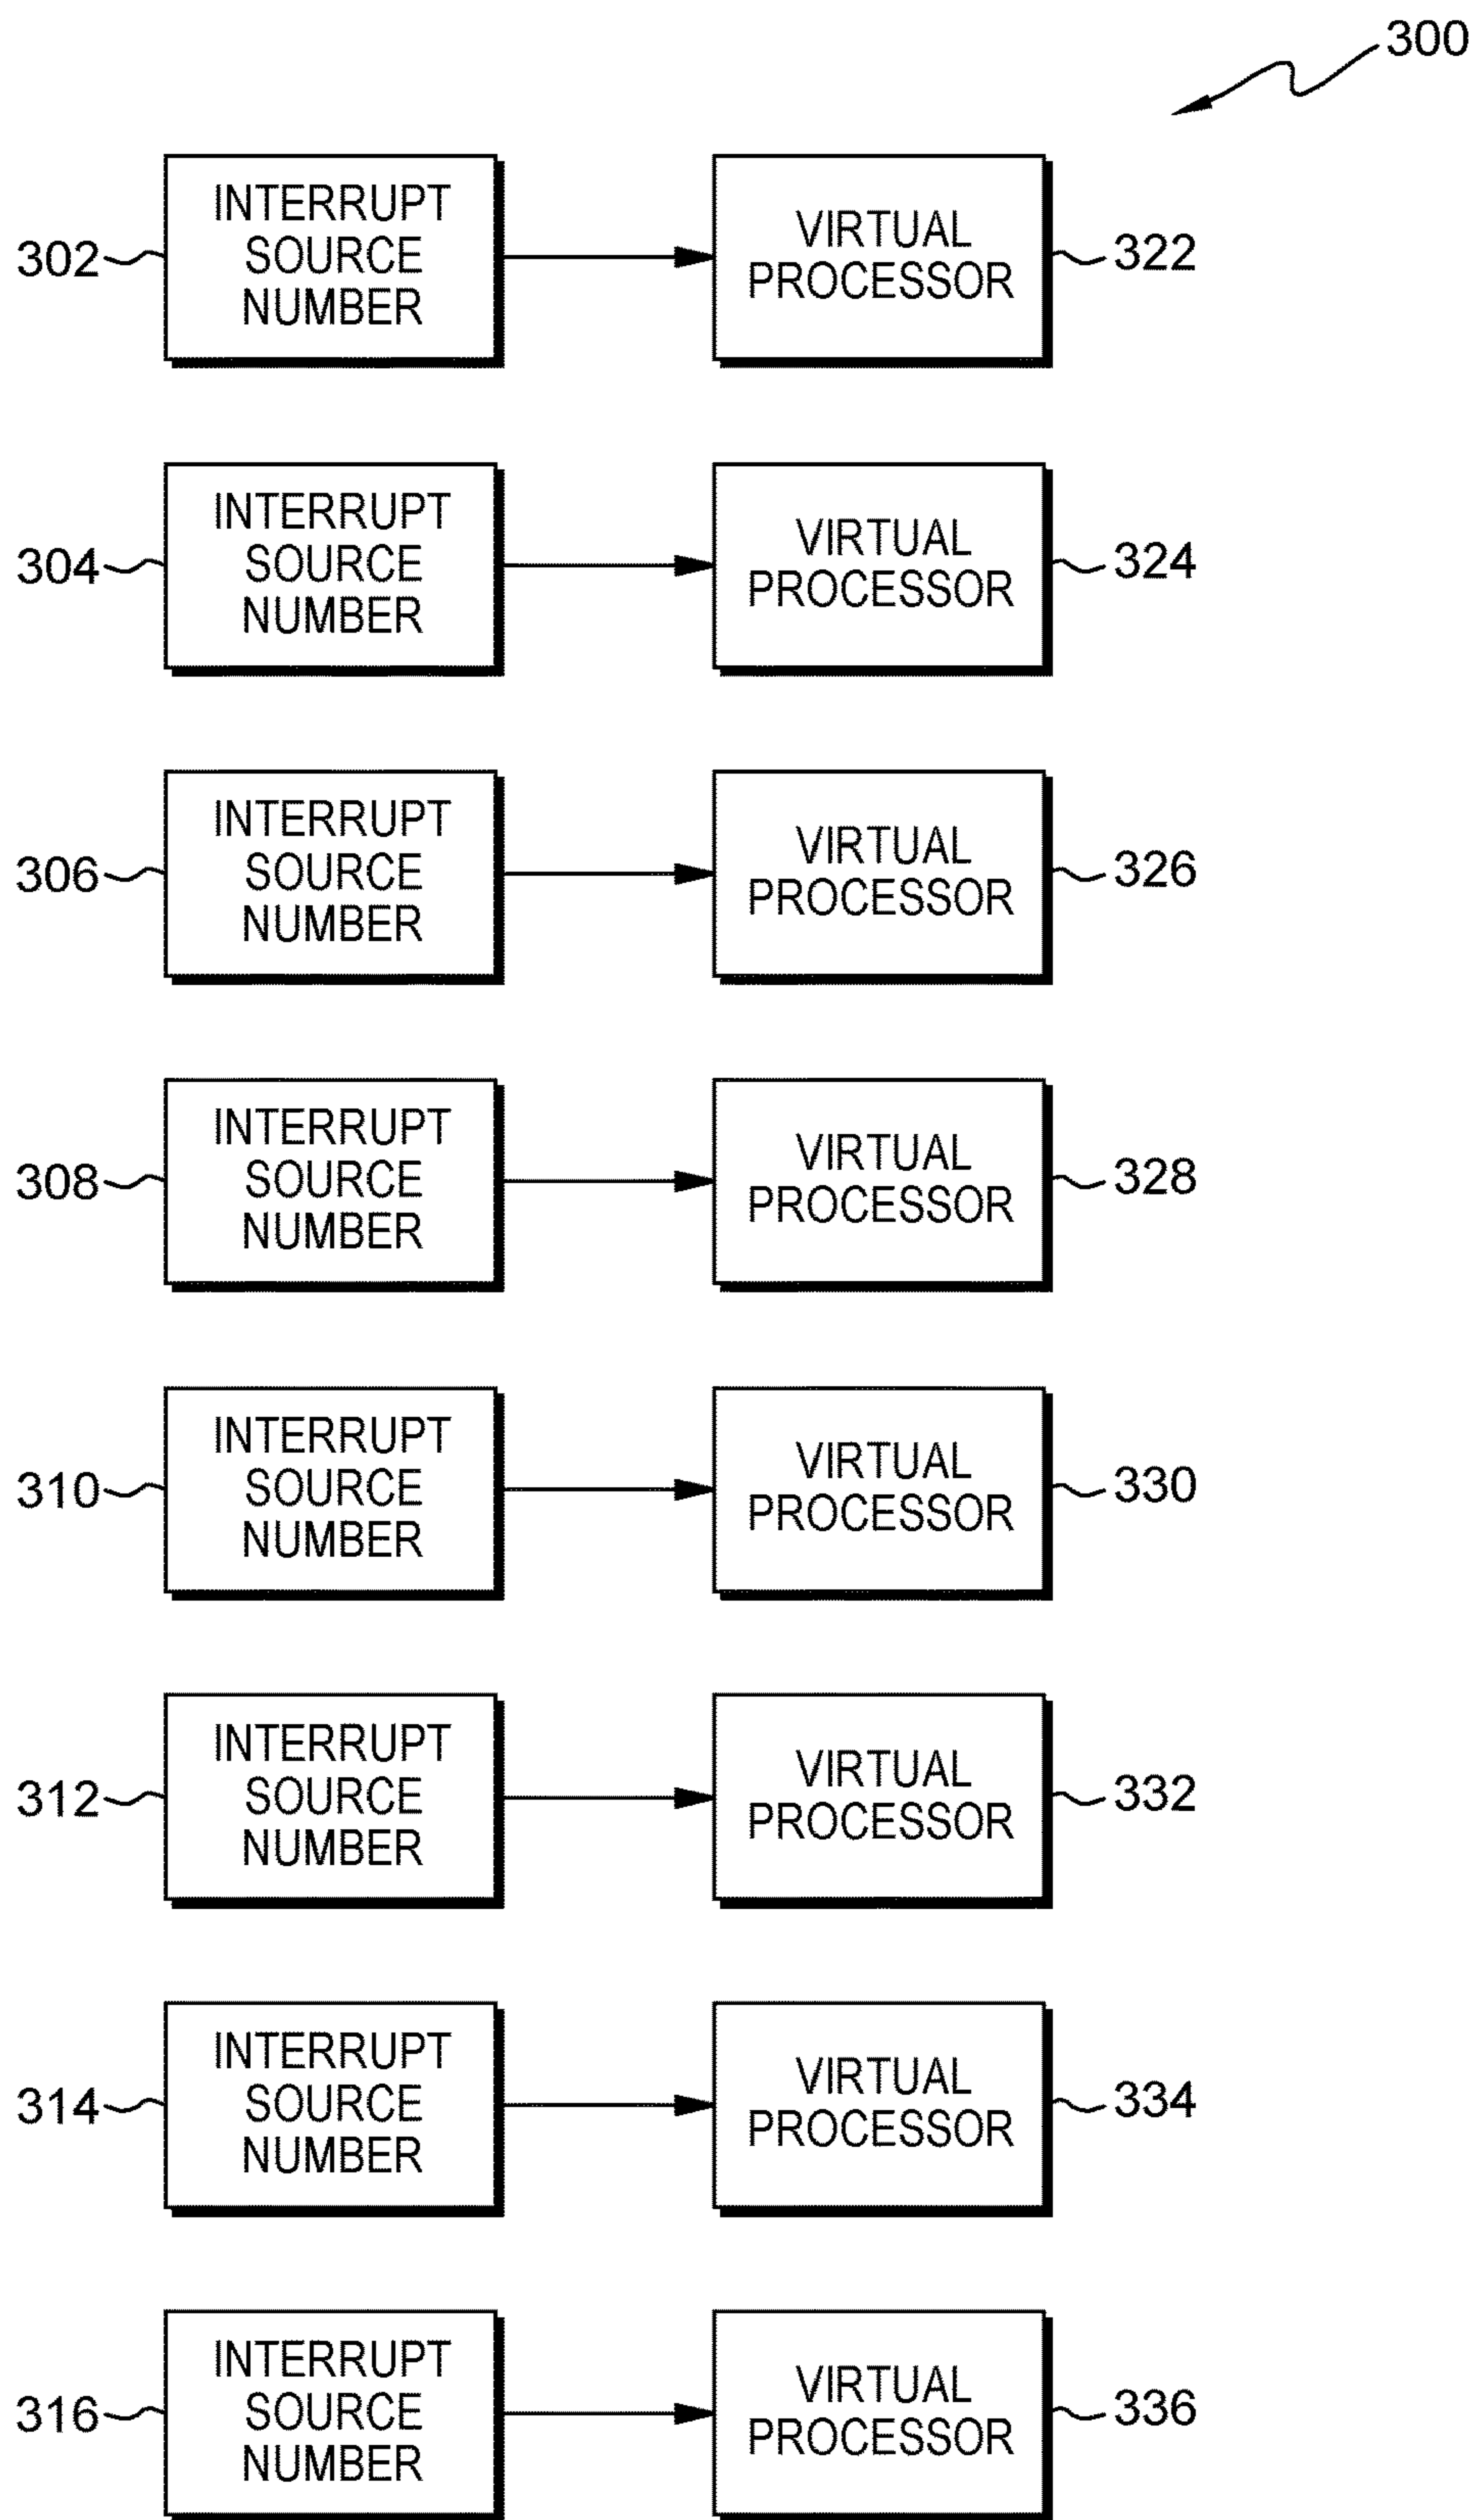 300
INTERRUPT
SOURCE
NUMBER
302
VIRTUAL
PROCESSOR
322
INTERRUPT
SOURCE
NUMBER
304
VIRTUAL
PROCESSOR
324
INTERRUPT
SOURCE
NUMBER
306
VIRTUAL
PROCESSOR
326
INTERRUPT
SOURCE
NUMBER
308
VIRTUAL
PROCESSOR
328
INTERRUPT
SOURCE
NUMBER
310
VIRTUAL
PROCESSOR
330
INTERRUPT
SOURCE
NUMBER
312
VIRTUAL
PROCESSOR
332
INTERRUPT
SOURCE
NUMBER
314
VIRTUAL
PROCESSOR
334
INTERRUPT
SOURCE
NUMBER
316
VIRTUAL
PROCESSOR
336